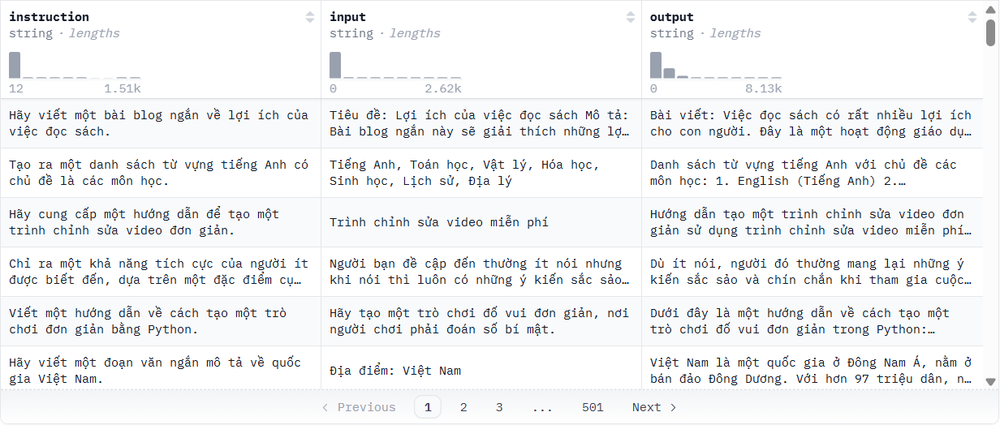 instruction
string · lengths
12 1.51k
input
string · lengths
0 2.62k
output
string · lengths
0 8.13k
Hãy viết một bài blog ngắn về lợi ích của
việc đọc sách.
Tiêu đề: Lợi ích của việc đọc sách Mô tả:
Bài blog ngắn này sẽ giải thích những lợ…
Bài viết: Việc đọc sách có rất nhiều lợi ích
cho con người. Đây là một hoạt động giáo dụ…
Tạo ra một danh sách từ vựng tiếng Anh có
chủ đề là các môn học.
Tiếng Anh, Toán học, Vật lý, Hóa học,
Sinh học, Lịch sử, Địa lý
Danh sách từ vựng tiếng Anh với chủ đề các
môn học: 1. English (Tiếng Anh) 2.…
Hãy cung cấp một hướng dẫn để tạo một
trình chỉnh sửa video đơn giản.
Trình chỉnh sửa video miễn phí
Hướng dẫn tạo một trình chỉnh sửa video đơn
giản sử dụng trình chỉnh sửa video miễn phí…
Chỉ ra một khả năng tích cực của người ít
được biết đến, dựa trên một đặc điểm cụ…
Người bạn đề cập đến thường ít nói nhưng
khi nói thì luôn có những ý kiến sắc sảo…
Dù ít nói, người đó thường mang lại những ý
kiến sắc sảo và chín chắn khi tham gia cuộc…
Viết một hướng dẫn về cách tạo một trò
chơi đơn giản bằng Python.
Hãy tạo một trò chơi đố vui đơn giản, nơi
người chơi phải đoán số bí mật.
Dưới đây là một hướng dẫn về cách tạo một
trò chơi đố vui đơn giản trong Python:…
Hãy viết một đoạn văn ngắn mô tả về quốc
gia Việt Nam.
Địa điểm: Việt Nam
Việt Nam là một quốc gia ở Đông Nam Á, nằm ở
bán đảo Đông Dương. Với hơn 97 triệu dân, n…
< Previous 1 2 3 ... 501 Next >